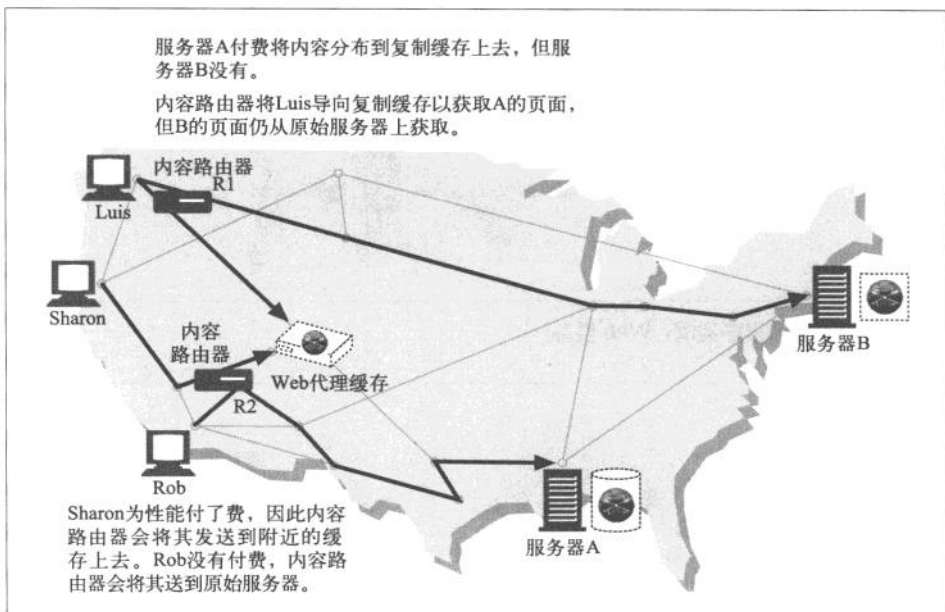 服务器A付费将内容分布到复制缓存上去，但服
务器B没有。
内容路由器将Luis导向复制缓存以获取A的页面，
但B的页面仍从原始服务器上获取。
内容路由器
R1
Luis
Sharon
内容
路由器
R2
Web代理缓存
服务器B
Rob
服务器A
Sharon为性能付了费，因此内容
路由器会将其发送到附近的缓
存上去。Rob没有付费，内容路
由器会将其送到原始服务器。